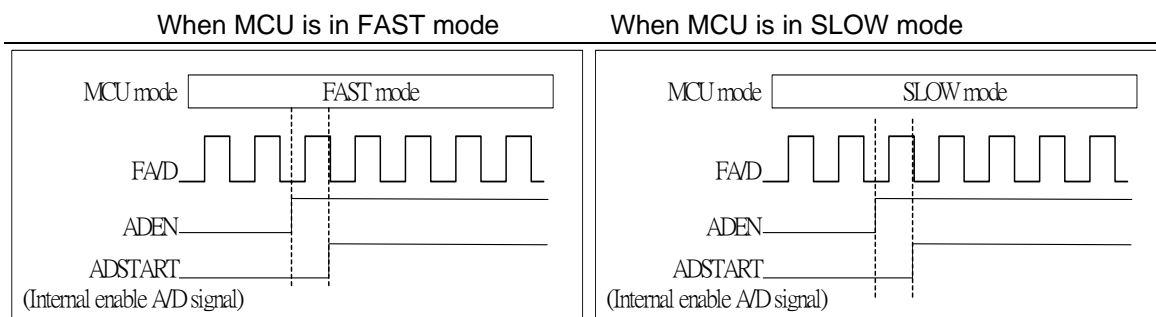 When MCU is in FAST mode
When MCU is in SLOW mode
MCU mode
FAST mode
FA/D
ADEN
ADSTART
(Internal enable A/D signal)
MCU mode
SLOW mode
FA/D
ADEN
ADSTART
(Internal enable A/D signal)